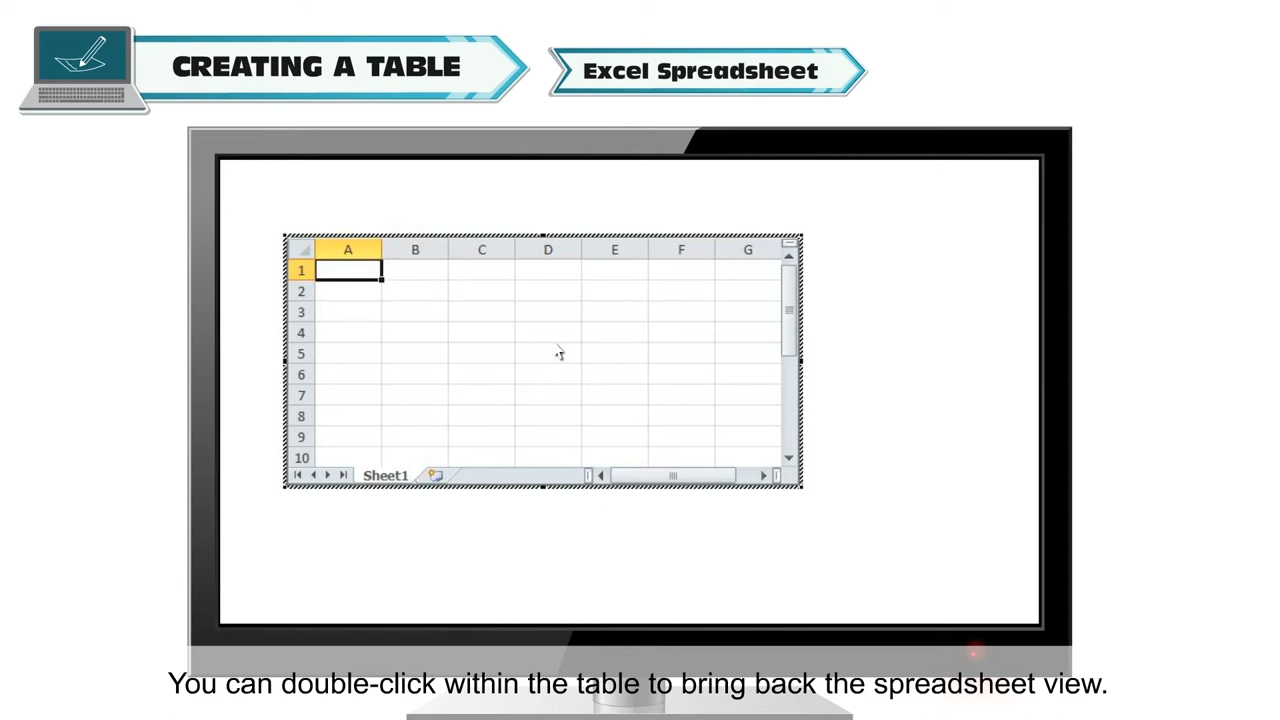 CREATING A TABLE
Excel Spreadsheet
A B C D E F G
1
2
3
4
5
6
7
8
9
10
Sheet1
You can double-click within the table to bring back the spreadsheet view.